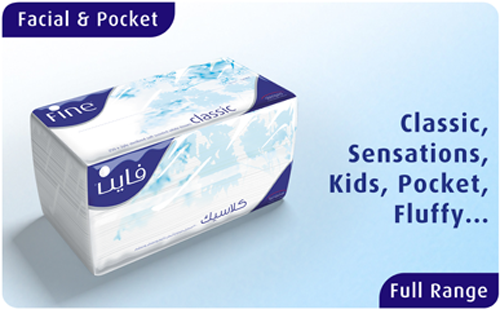 Facial & Pocket
Fine
classic
فاين
كلاسيك
Classic,
Sensations,
Kids, Pocket,
Fluffy...
Full Range